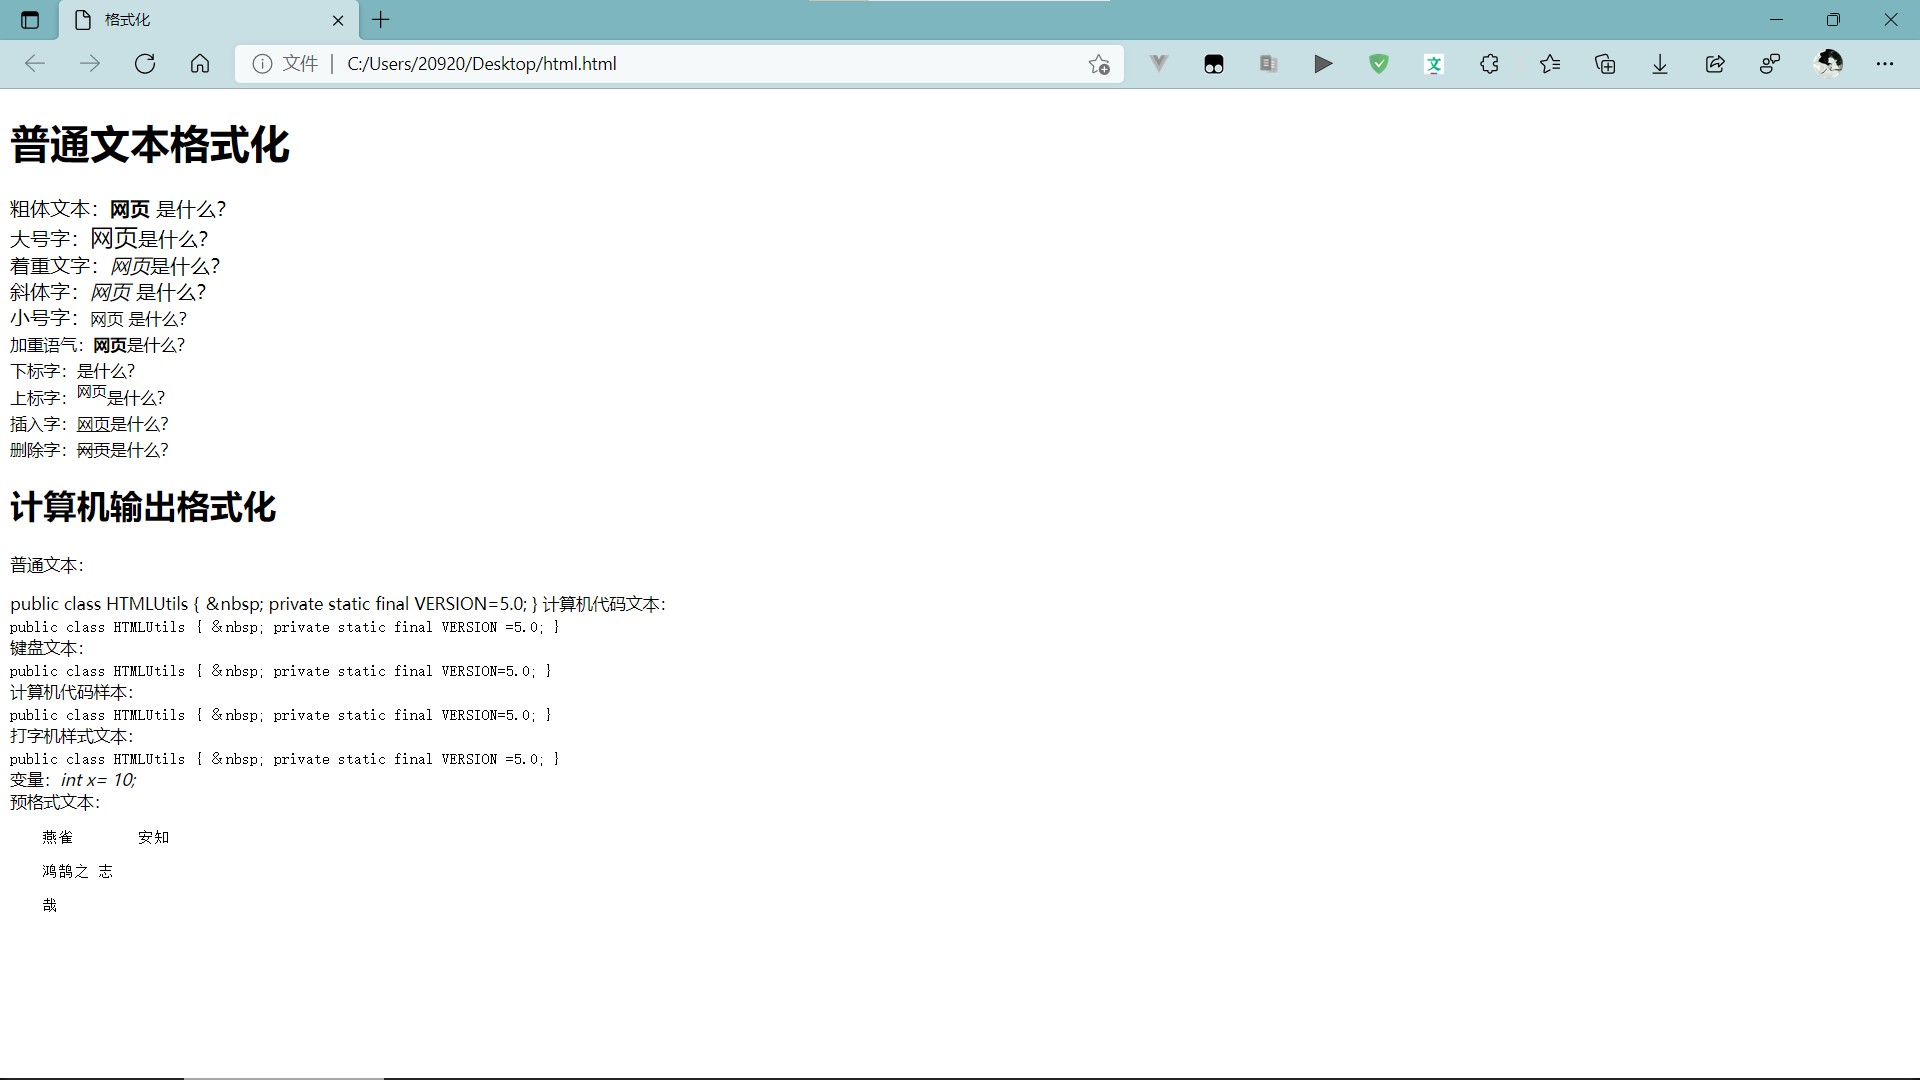 格式化
文件 | C:/Users/20920/Desktop/html.html
普通文本格式化
粗体文本：网页 是什么？
大号字：网页是什么？
着重文字：网页是什么？
斜体字：网页 是什么？
小号字：网页 是什么？
加重语气：网页是什么？
下标字：是什么？
上标字：网页是什么？
插入字：网页是什么？
删除字：网页是什么？
计算机输出格式化
普通文本：
public class HTMLUtils { &nbsp; private static final VERSION=5.0; } 计算机代码文本：
public class HTMLUtils { &nbsp; private static final VERSION =5.0; }
键盘文本：
public class HTMLUtils { &nbsp; private static final VERSION=5.0; }
计算机代码样本：
public class HTMLUtils { &nbsp; private static final VERSION=5.0; }
打字机样式文本：
public class HTMLUtils { &nbsp; private static final VERSION =5.0; }
变量：int x= 10;
预格式文本：
燕雀 安知
鸿鹄之 志
哉